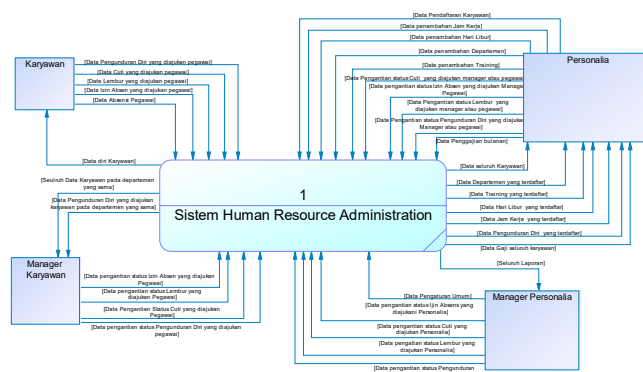 [Data Pendaftaran Karyawan]
[Data penambahan Jam Kerja]
[Data penambahan Hari Libur]
[Data penambahan Departemen]
[Data penambahan Training]
[Data Pengantian status Cuti yang diajukan manager atau pegawai]
[Data pengantian status Izin Absen yang diajukan Manager
Pegawai]
[Data Pengantian status Lembur yang
diajukan manager atau pegawai]
[Data Pengantian status Pengunduran Diri yang diajukan
Manager atau pegawai]
[Data Penggajian bulanan]
Karyawan
[Data Pengunduran Diri yang diajukan pegawai]
[Data Cuti yang diajukan pegawai]
[Data Lembur yang diajukan pegawai]
[Data Izin Absen yang diajukan pegawai]
[Data Absensi Pegawai]
[Data diri Karyawan]
Personalia
[Data seluruh Karyawan]
[Data Departemen yang terdaftar]
[Data Training yang terdaftar]
[Data Hari Libur yang terdaftar]
[Data Jam Kerja yang terdaftar]
[Data Pengunduran Diri yang terdaftar]
[Data Gaji seluruh karyawan]
1
Sistem Human Resource Administration
[Seulruh Data Karyawan pada departemen
yang sama]
[Data Pengunduran Diri yang diajukan
karyawan pada departemen yang sama]
Manager
Karyawan
[Data pengantian status Izin Absen yang diajukan
Pegawai]
[Data pengantian status Lembur yang
diajukan Pegawai]
[Data Pengantian Status Cuti yang diajukan
Pegawai]
[Data pengantian status Pengunduran Diri yang diajukan
pegawai]
[Seluruh Laporan]
Manager Personalia
[Data Pengaturan Umum]
[Data pengantian status Ijin Absensi yang
diajukani Personalia]
[Data pengantian status Cuti yang
diajukan Personalia]
[Data pengatian status Lembur yang
diajukan Personalia]
[Data pengantian status Pengunduran